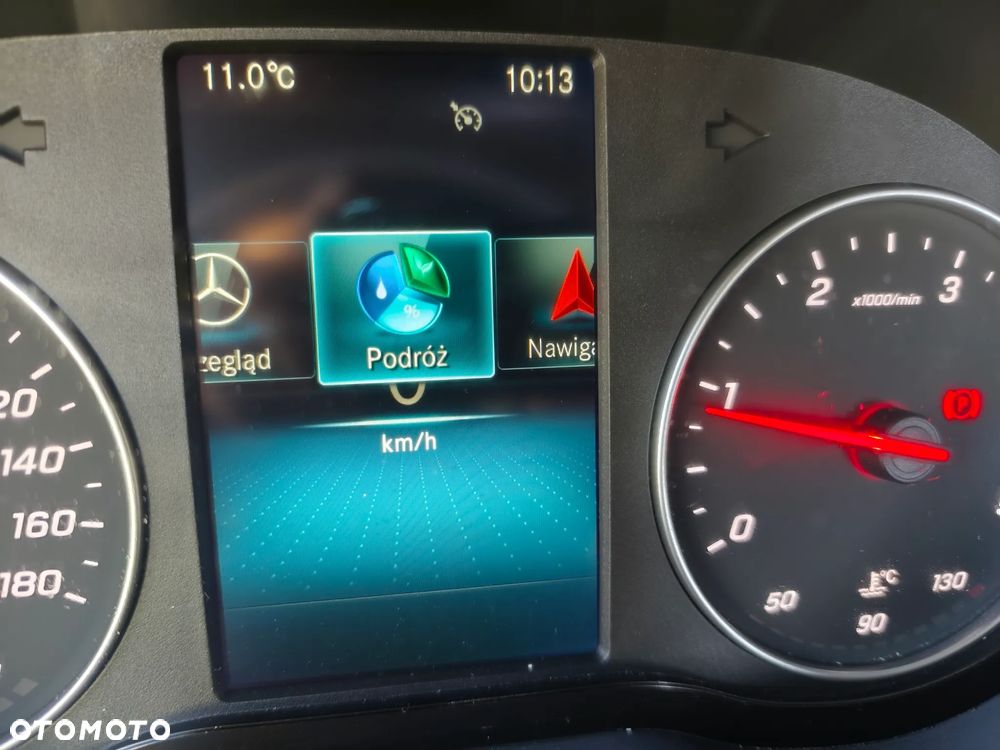 11.0°C 10:13
zegląd
Podróż
%
km/h
20
140
160
180
2
x1000/min
3
1
0
50
90
°C
130
P
OTOMOTO